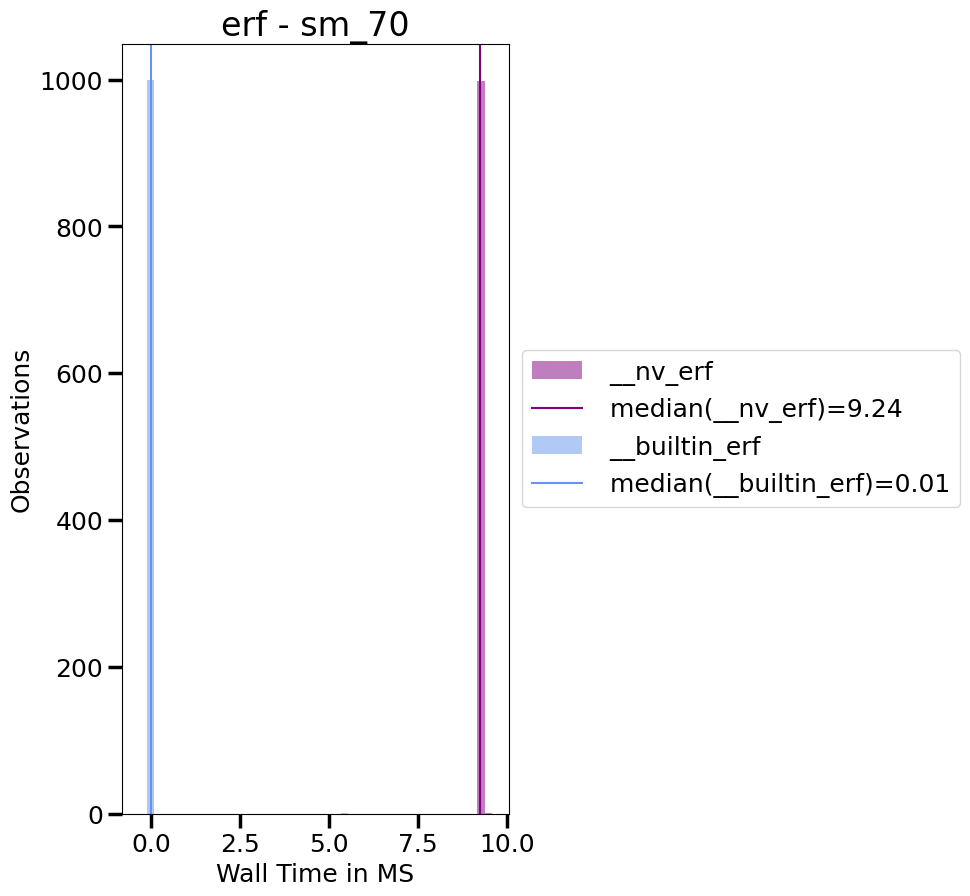 erf - sm_70
1000
800
600
400
200
0
Observations
0.0 2.5 5.0 7.5 10.0
Wall Time in MS
__nv_erf
median(__nv_erf)=9.24
__builtin_erf
median(__builtin_erf)=0.01